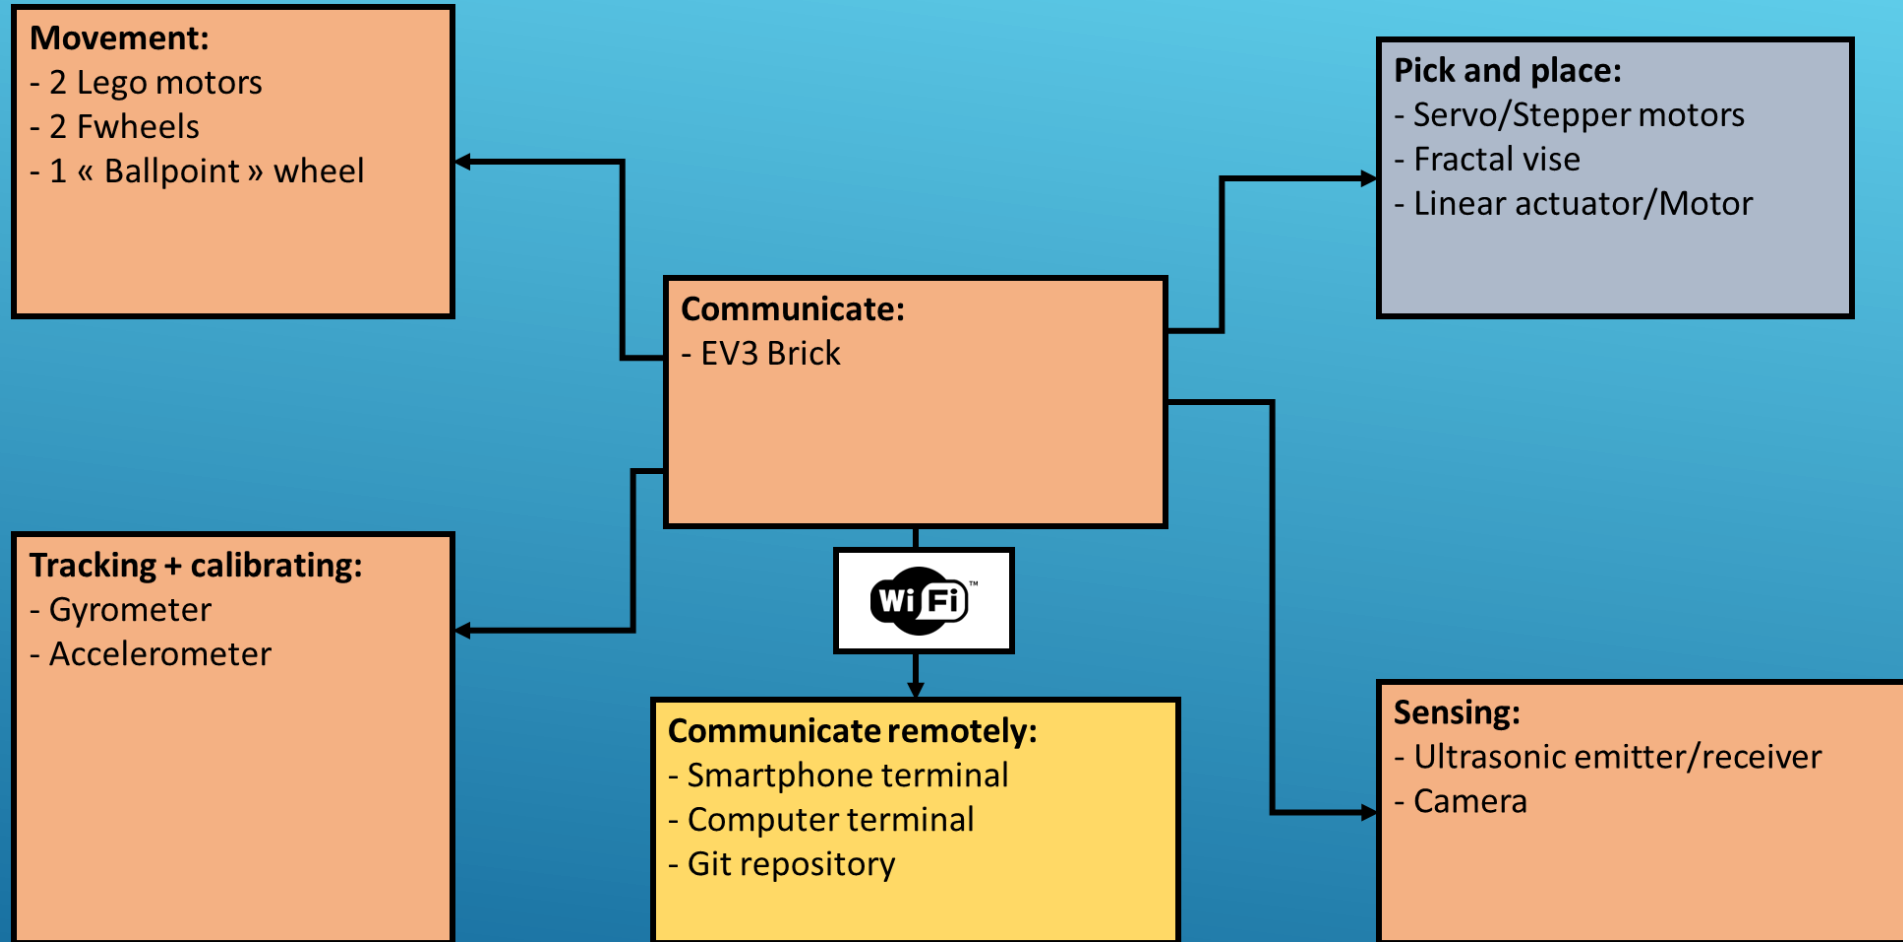 Movement:
- 2 Lego motors
- 2 Fwheels
- 1 « Ballpoint » wheel
Pick and place:
- Servo/Stepper motors
- Fractal vise
- Linear actuator/Motor
Communicate:
- EV3 Brick
Tracking + calibrating:
- Gyrometer
- Accelerometer
WiFi™
Communicate remotely:
- Smartphone terminal
- Computer terminal
- Git repository
Sensing:
- Ultrasonic emitter/receiver
- Camera